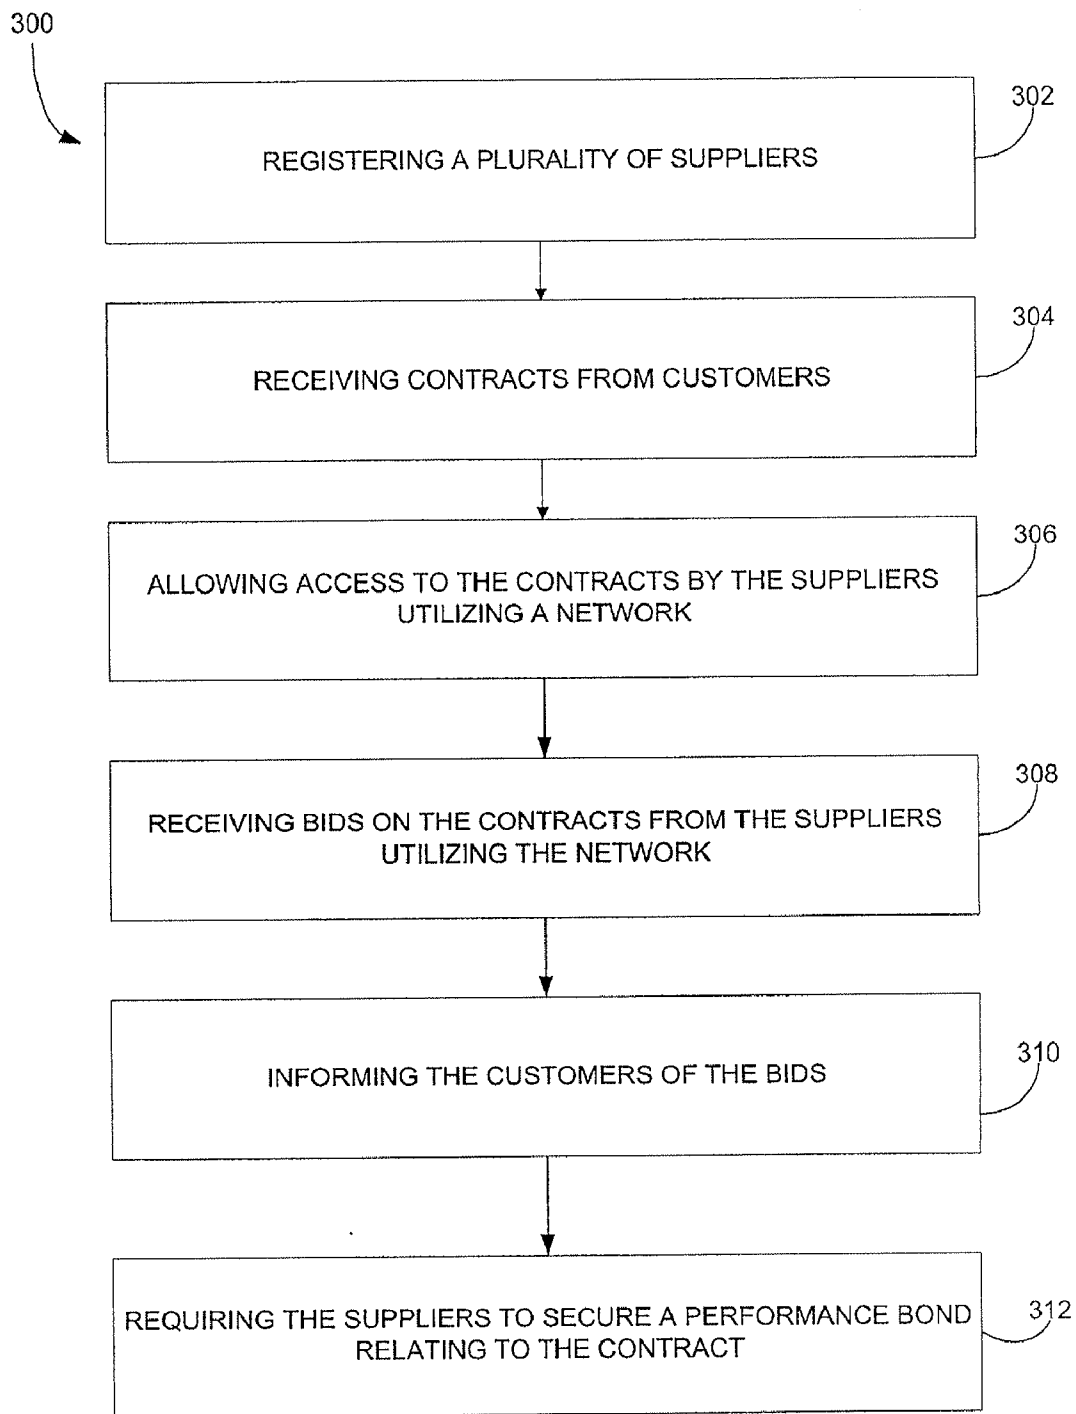 300
302
REGISTERING A PLURALITY OF SUPPLIERS
304
RECEIVING CONTRACTS FROM CUSTOMERS
306
ALLOWING ACCESS TO THE CONTRACTS BY THE SUPPLIERS
UTILIZING A NETWORK
308
RECEIVING BIDS ON THE CONTRACTS FROM THE SUPPLIERS
UTILIZING THE NETWORK
310
INFORMING THE CUSTOMERS OF THE BIDS
312
REQUIRING THE SUPPLIERS TO SECURE A PERFORMANCE BOND
RELATING TO THE CONTRACT